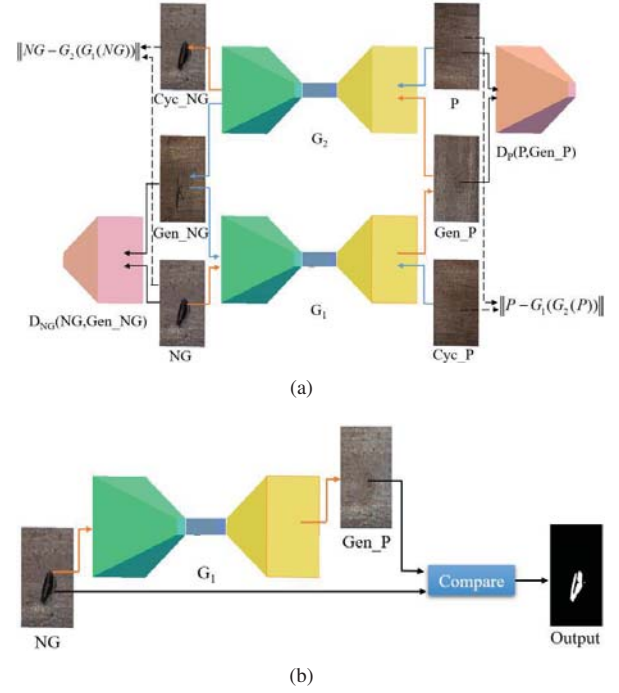 ‖NG − G₂(G₁(NG))‖
Cyc_NG
G₂
P
D_P(P,Gen_P)
Gen_NG
Gen_P
D_NG(NG,Gen_NG)
NG
G₁
Cyc_P
‖P − G₁(G₂(P))‖
(a)
NG
G₁
Gen_P
Compare
Output
(b)